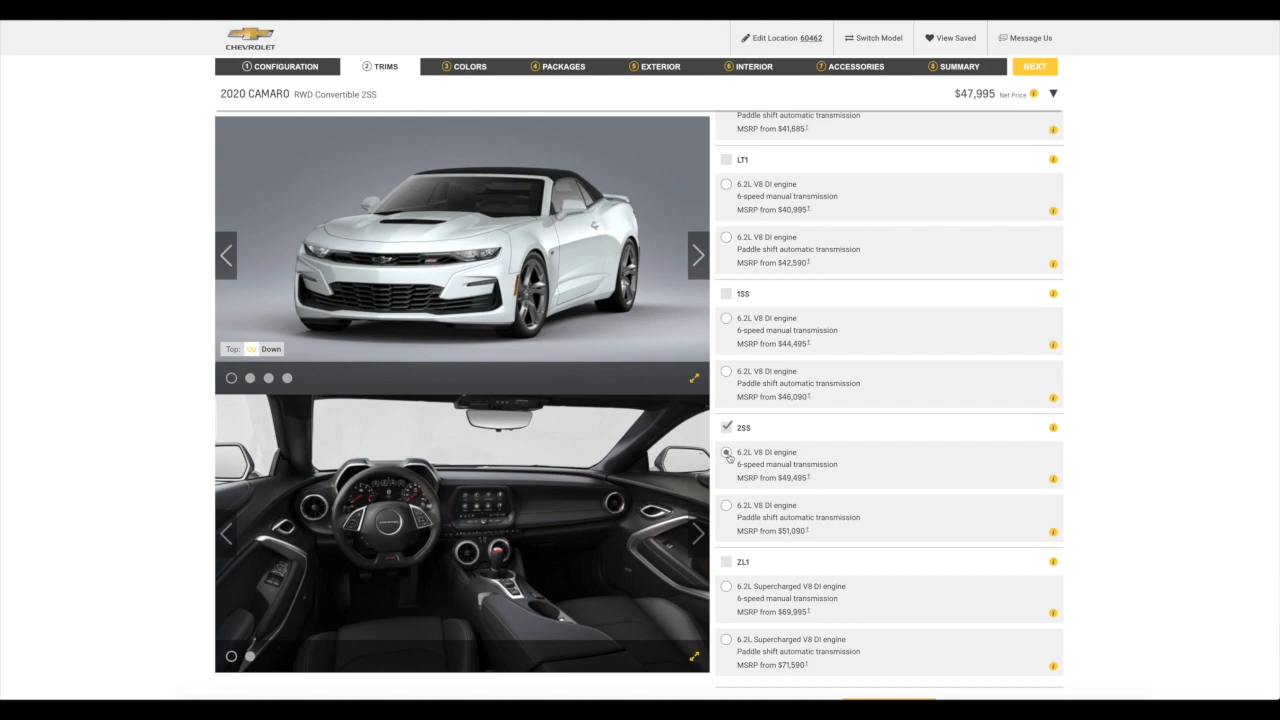 CHEVROLET
Edit Location 60462
Switch Model
View Saved
Message Us
1 CONFIGURATION
2 TRIMS
3 COLORS
4 PACKAGES
5 EXTERIOR
6 INTERIOR
7 ACCESSORIES
8 SUMMARY
NEXT
2020 CAMARO RWD Convertible 2SS
$47,995 Net Price i
Top: Up Down
Paddle shift automatic transmission
MSRP from $41,685†
LT1
6.2L V8 DI engine
6-speed manual transmission
MSRP from $40,995†
6.2L V8 DI engine
Paddle shift automatic transmission
MSRP from $42,590†
1SS
6.2L V8 DI engine
6-speed manual transmission
MSRP from $44,495†
6.2L V8 DI engine
Paddle shift automatic transmission
MSRP from $46,090†
2SS
6.2L V8 DI engine
6-speed manual transmission
MSRP from $49,495†
6.2L V8 DI engine
Paddle shift automatic transmission
MSRP from $51,090†
ZL1
6.2L Supercharged V8 DI engine
6-speed manual transmission
MSRP from $69,995†
6.2L Supercharged V8 DI engine
Paddle shift automatic transmission
MSRP from $71,590†